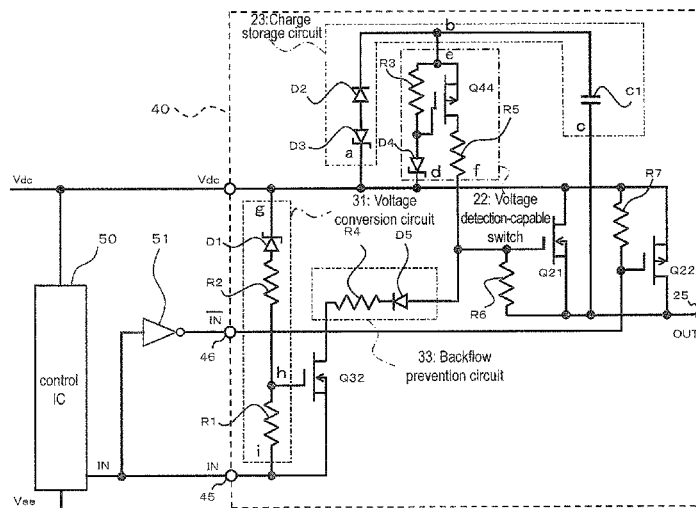 23:Charge
storage circuit
b
40
D2
D3
a
R3
e
Q44
R5
D4
d
f
C1
c
Vdc
Vdc
g
31: Voltage
conversion circuit
22: Voltage
detection-capable
switch
R7
50
51
D1
R2
R4
D5
R6
Q21
Q22
25
OUT
IN
46
h
Q32
33: Backflow
prevention circuit
control
IC
R1
i
IN
IN
45
Vee